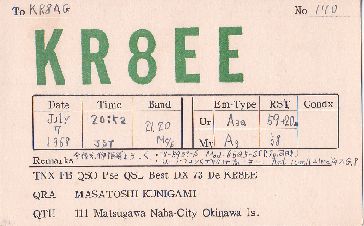 To KR8AG No 140
KR8EE
Date Time Band Em-Type RST Condx
July 7 1968 20:52 JST 21.20 Mc/s Ur A3a 59+20
My A3 58
Remarks
TNX FB QSO Pse QSL Best DX 73 De KR8EE
QRA MASATOSHI KUNIGAMI
QTH 111 Matsugawa Naha-City Okinawa Is.